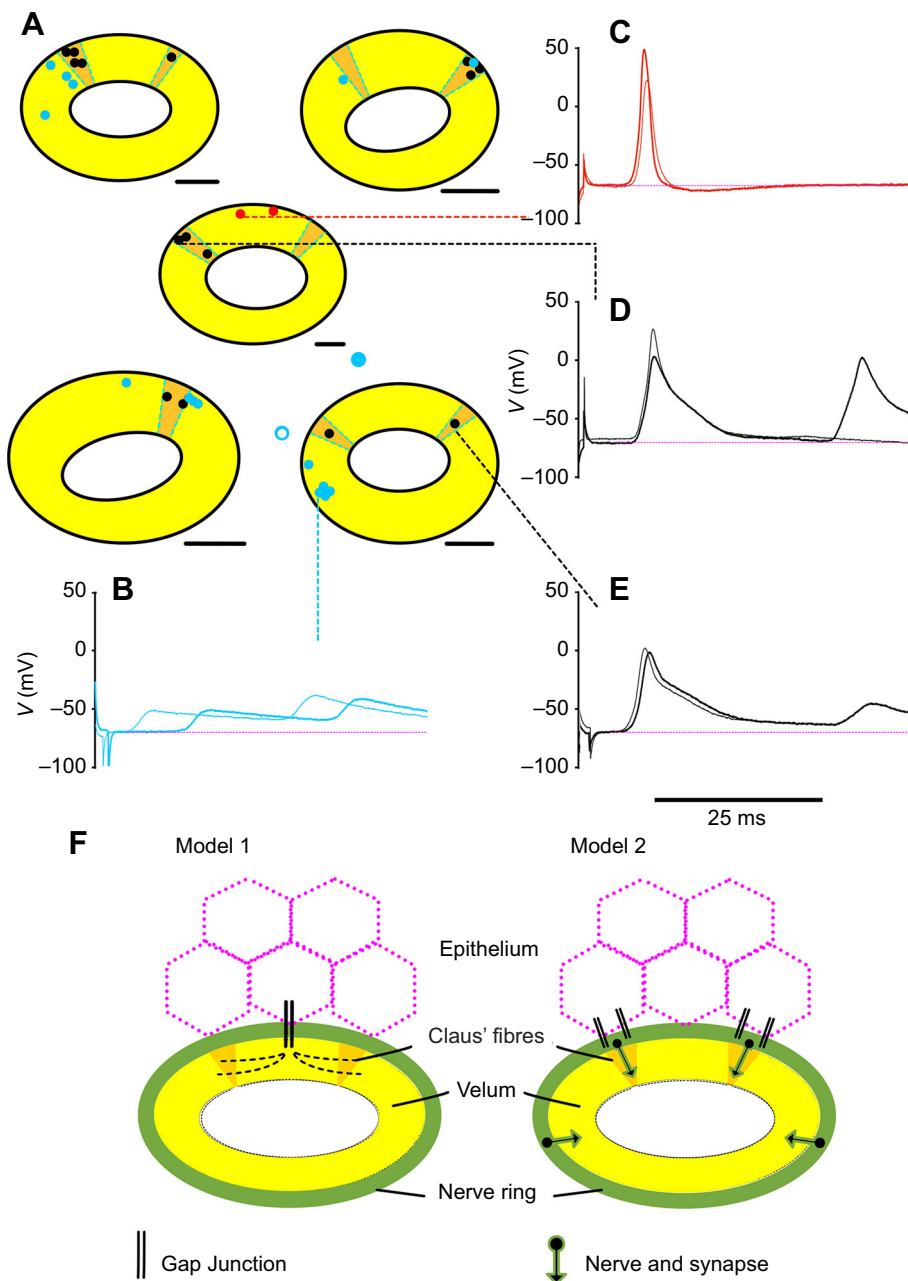 A
C
50
0
–50
–100
D
50
0
–50
–100
V (mV)
B
50
0
–50
–100
V (mV)
E
50
0
–50
–100
25 ms
F
Model 1
Model 2
Epithelium
Claus’ fibres
Velum
Nerve ring
Gap Junction
Nerve and synapse